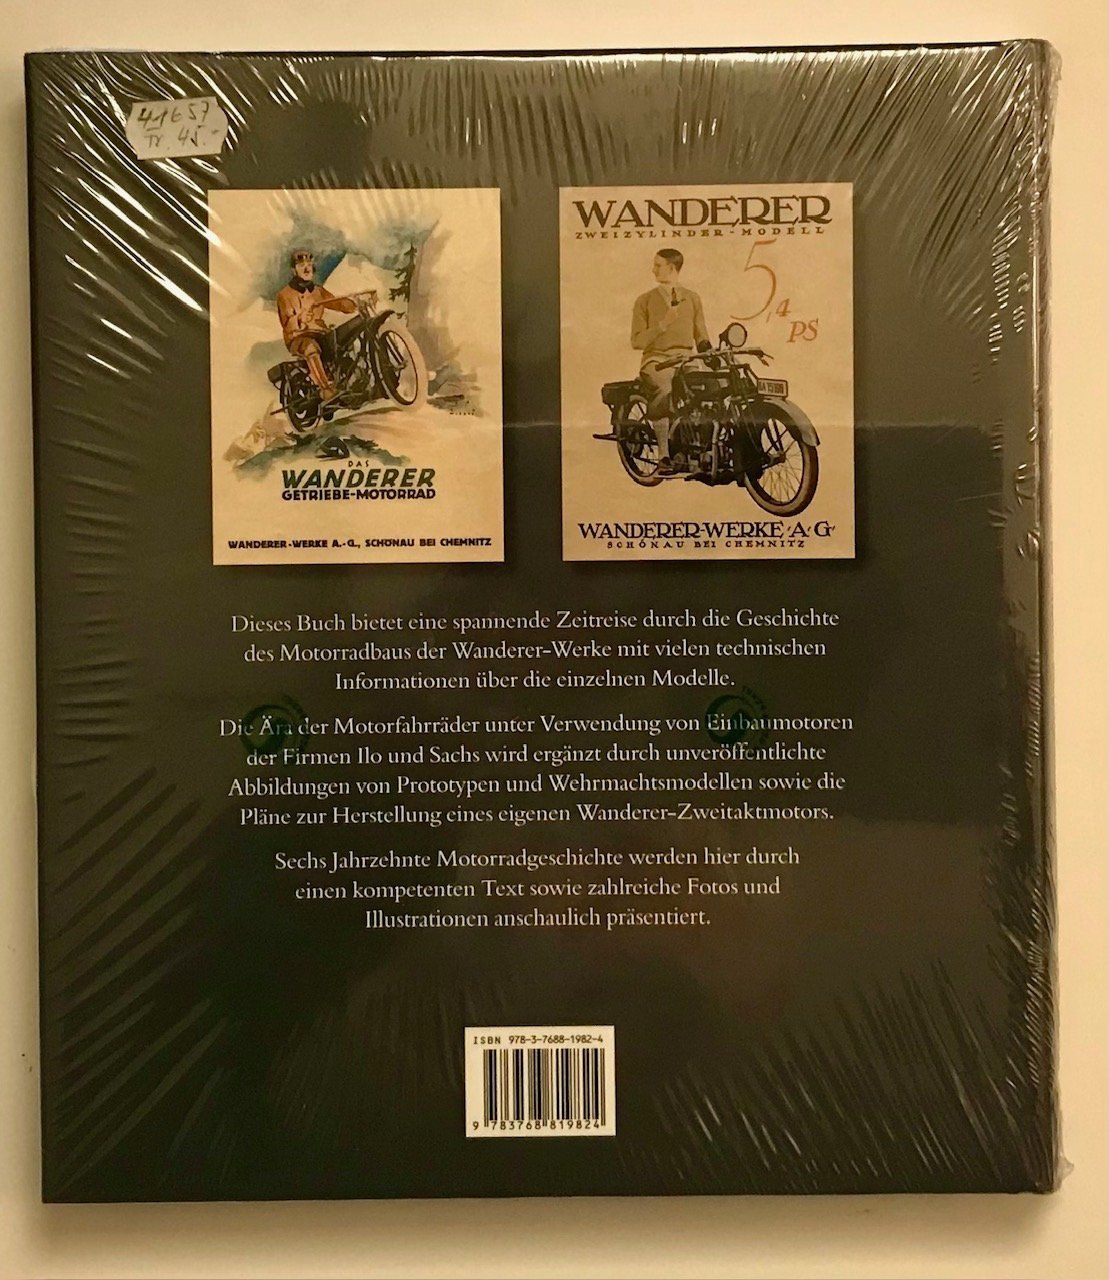 41E57
Tr. 45.-
DAS
WANDERER
GETRIEBE-MOTORRAD
WANDERER-WERKE A.-G., SCHÖNAU BEI CHEMNITZ
WANDERER
ZWEIZYLINDER-MODELL
5,4
PS
WANDERER-WERKE A·G·
SCHÖNAU BEI CHEMNITZ
Dieses Buch bietet eine spannende Zeitreise durch die Geschichte
des Motorradbaus der Wanderer-Werke mit vielen technischen
Informationen über die einzelnen Modelle.
Die Ära der Motorfahrräder unter Verwendung von Einbaumotoren
der Firmen Ilo und Sachs wird ergänzt durch unveröffentlichte
Abbildungen von Prototypen und Wehrmachtsmodellen sowie die
Pläne zur Herstellung eines eigenen Wanderer-Zweitaktmotors.
Sechs Jahrzehnte Motorradgeschichte werden hier durch
einen kompetenten Text sowie zahlreiche Fotos und
Illustrationen anschaulich präsentiert.
ISBN 978-3-7688-1982-4
9 783768 819824